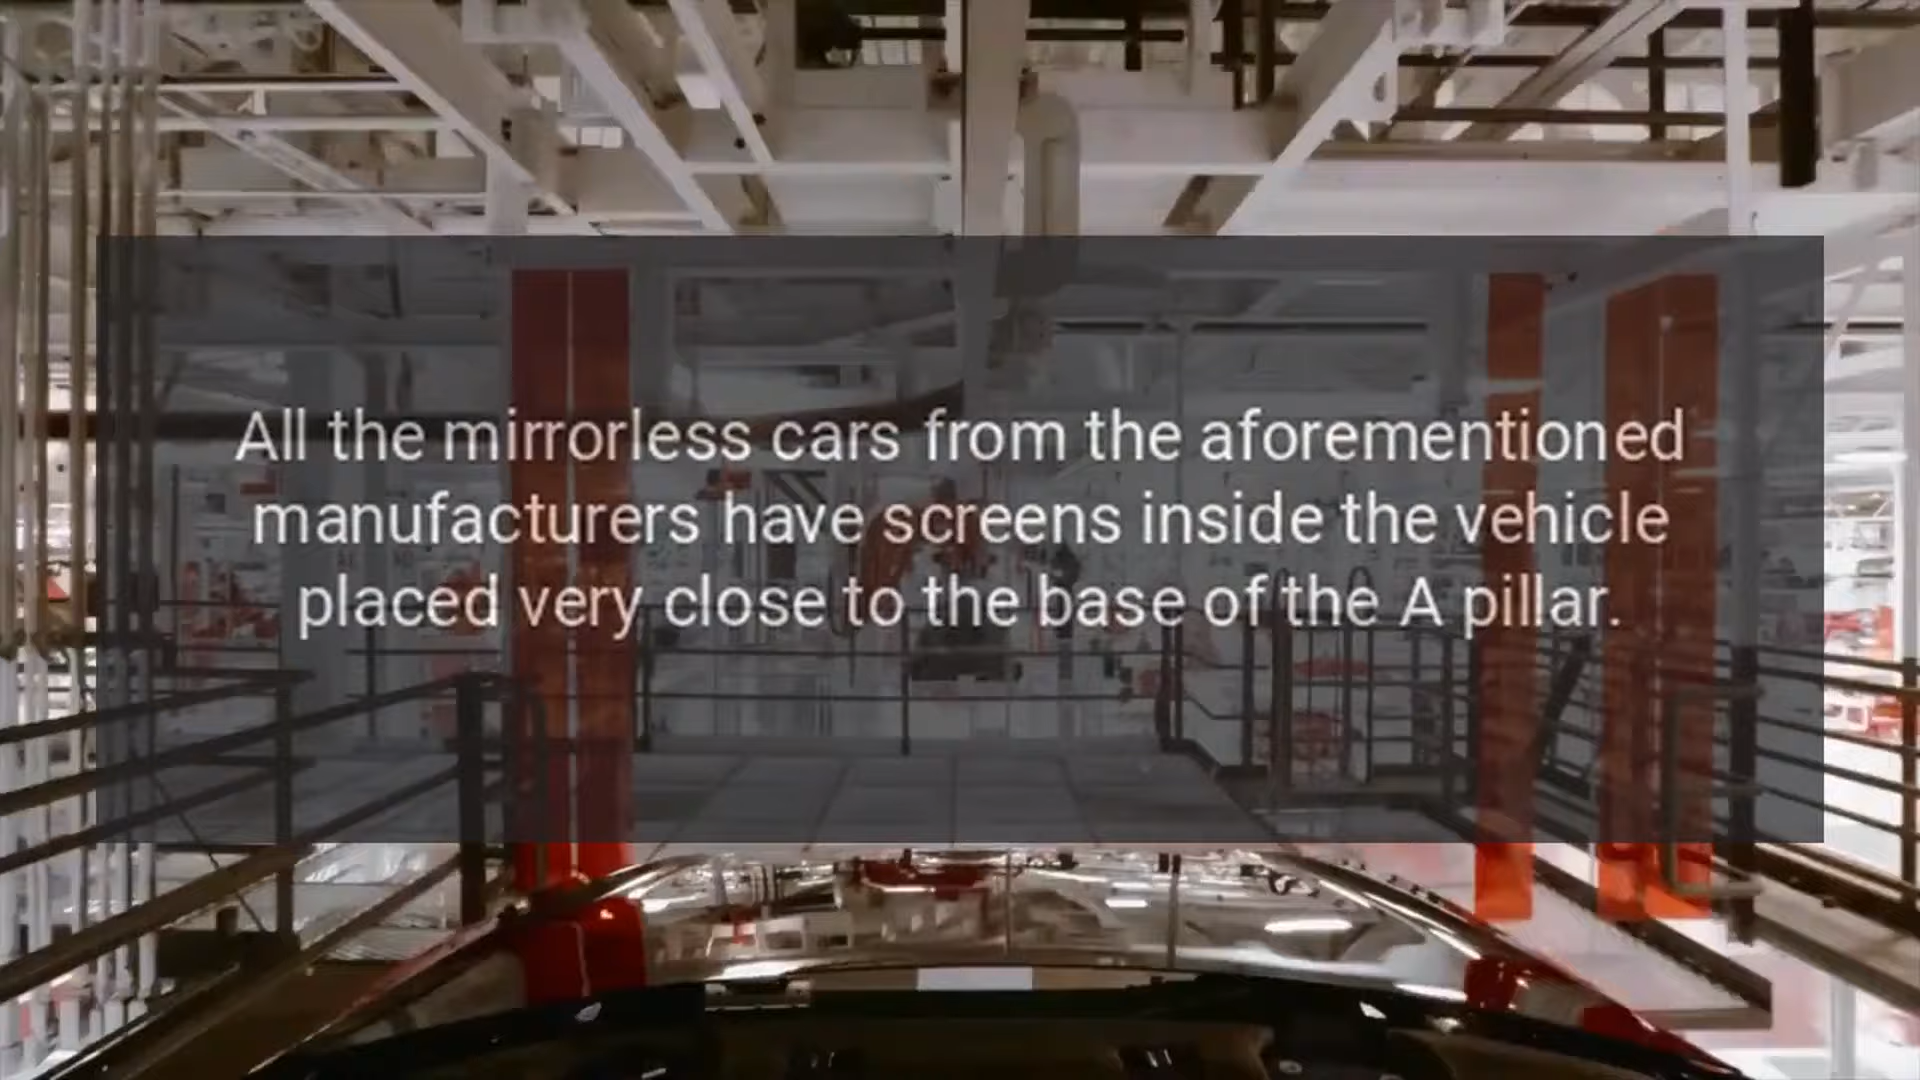 All the mirrorless cars from the aforementioned
manufacturers have screens inside the vehicle
placed very close to the base of the A pillar.